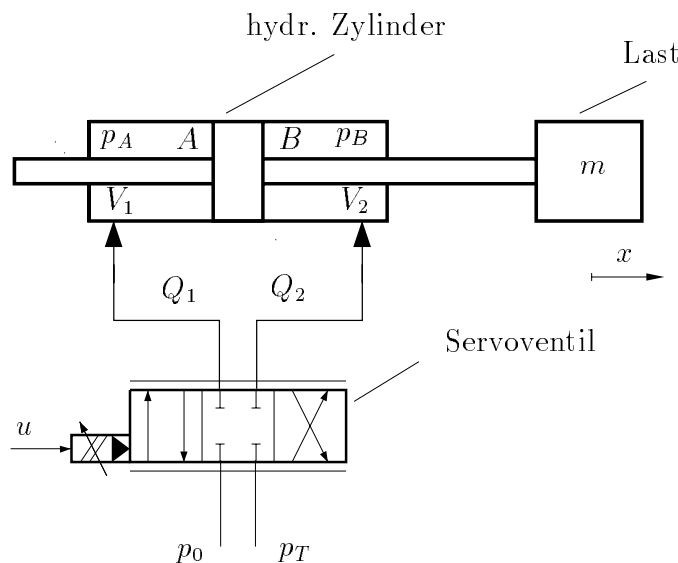 hydr. Zylinder
Last
p_A A B p_B
m
V_1 V_2
x
Q_1 Q_2
Servoventil
u
p_0 p_T